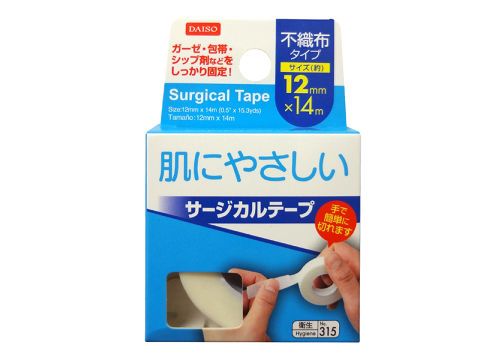 DAISO
ガーゼ・包帯・
シップ剤などを
しっかり固定!
不織布
タイプ
サイズ(約)
12mm
×14m
Surgical Tape
Size:12mm x 14m (0.5" x 15.3yds)
Tamaño:12mm x 14m
肌にやさしい
サージカルテープ
手で
簡単に
切れます
衛生
Hygiene
No.
315